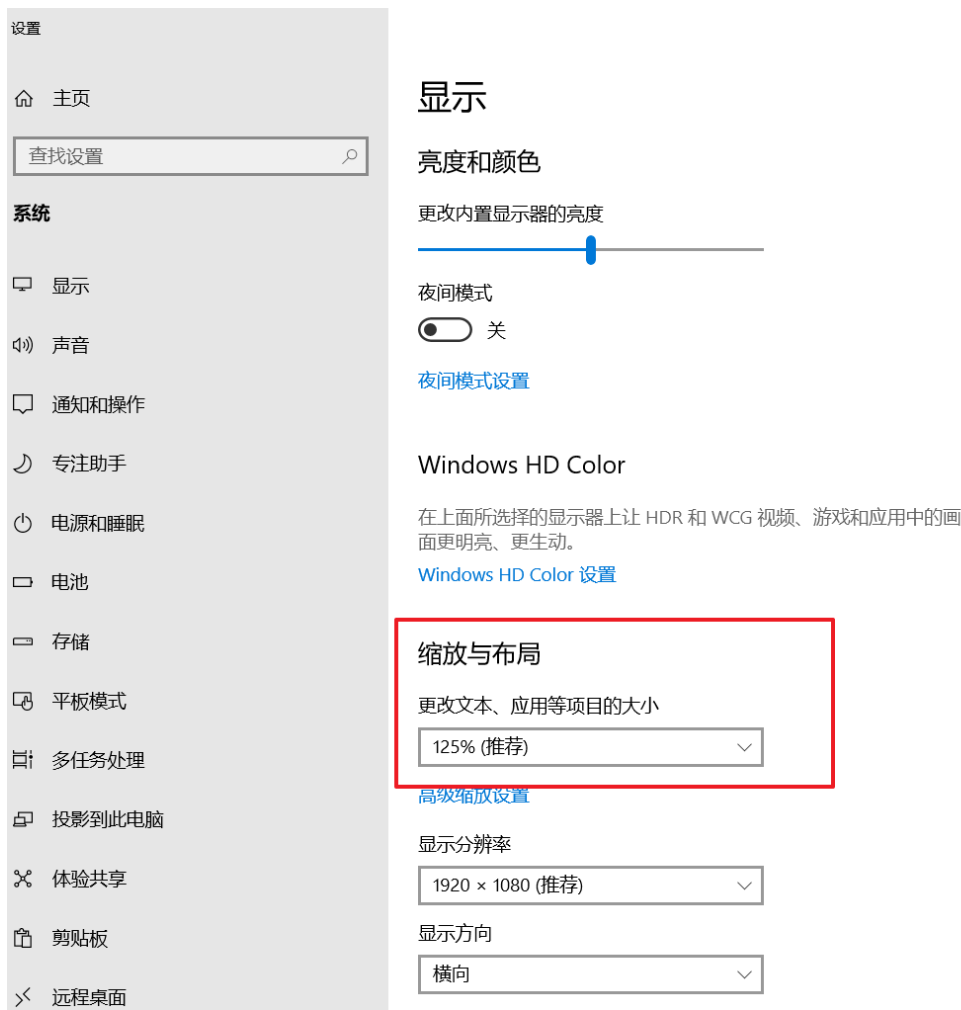 设置
主页
查找设置
系统
显示
声音
通知和操作
专注助手
电源和睡眠
电池
存储
平板模式
多任务处理
投影到此电脑
体验共享
剪贴板
远程桌面
显示
亮度和颜色
更改内置显示器的亮度
夜间模式
关
夜间模式设置
Windows HD Color
在上面所选择的显示器上让 HDR 和 WCG 视频、游戏和应用中的画
面更明亮、更生动。
Windows HD Color 设置
缩放与布局
更改文本、应用等项目的大小
125% (推荐)
高级缩放设置
显示分辨率
1920 × 1080 (推荐)
显示方向
横向